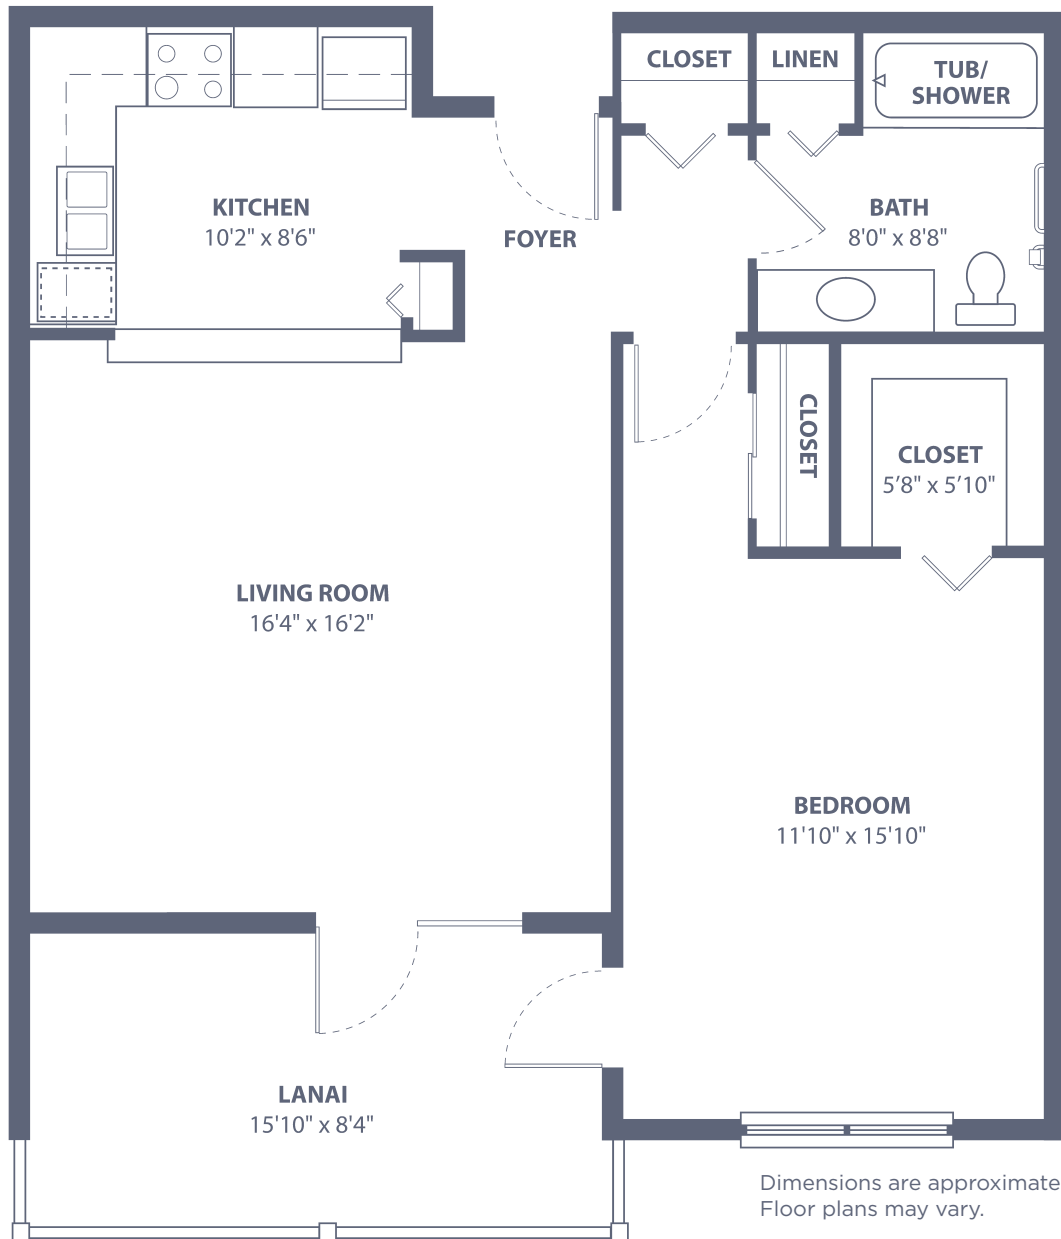 CLOSET
LINEN
TUB/
SHOWER
KITCHEN
10'2" x 8'6"
FOYER
BATH
8'0" x 8'8"
CLOSET
CLOSET
5’8" x 5’10"
LIVING ROOM
16'4" x 16'2"
BEDROOM
11'10" x 15'10"
LANAI
15'10" x 8'4"
Dimensions are approximate
Floor plans may vary.